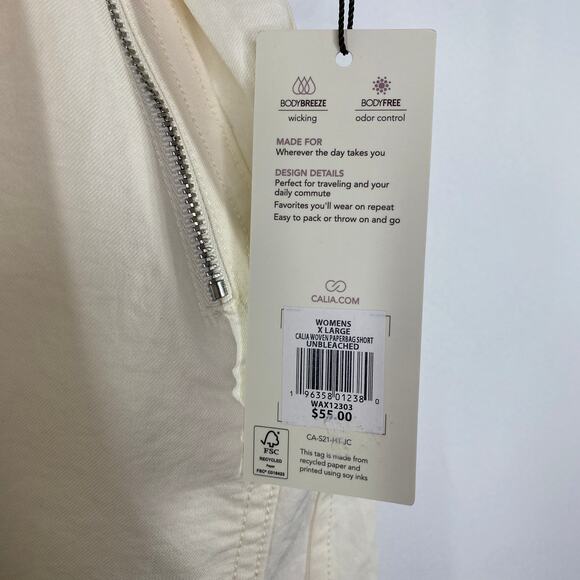 BODYBREEZE
wicking
BODYFREE
odor control
MADE FOR
Wherever the day takes you
DESIGN DETAILS
Perfect for traveling and your
daily commute
Favorites you'll wear on repeat
Easy to pack or throw on and go
CALIA.COM
WOMENS
X LARGE
CALIA WOVEN PAPERBAG SHORT
UNBLEACHED
1 96358 01238 0
WAX12303
$55.00
CA-S21-H1-JC
This tag is made from
recycled paper and
printed using soy inks
FSC
RECYCLED
Paper